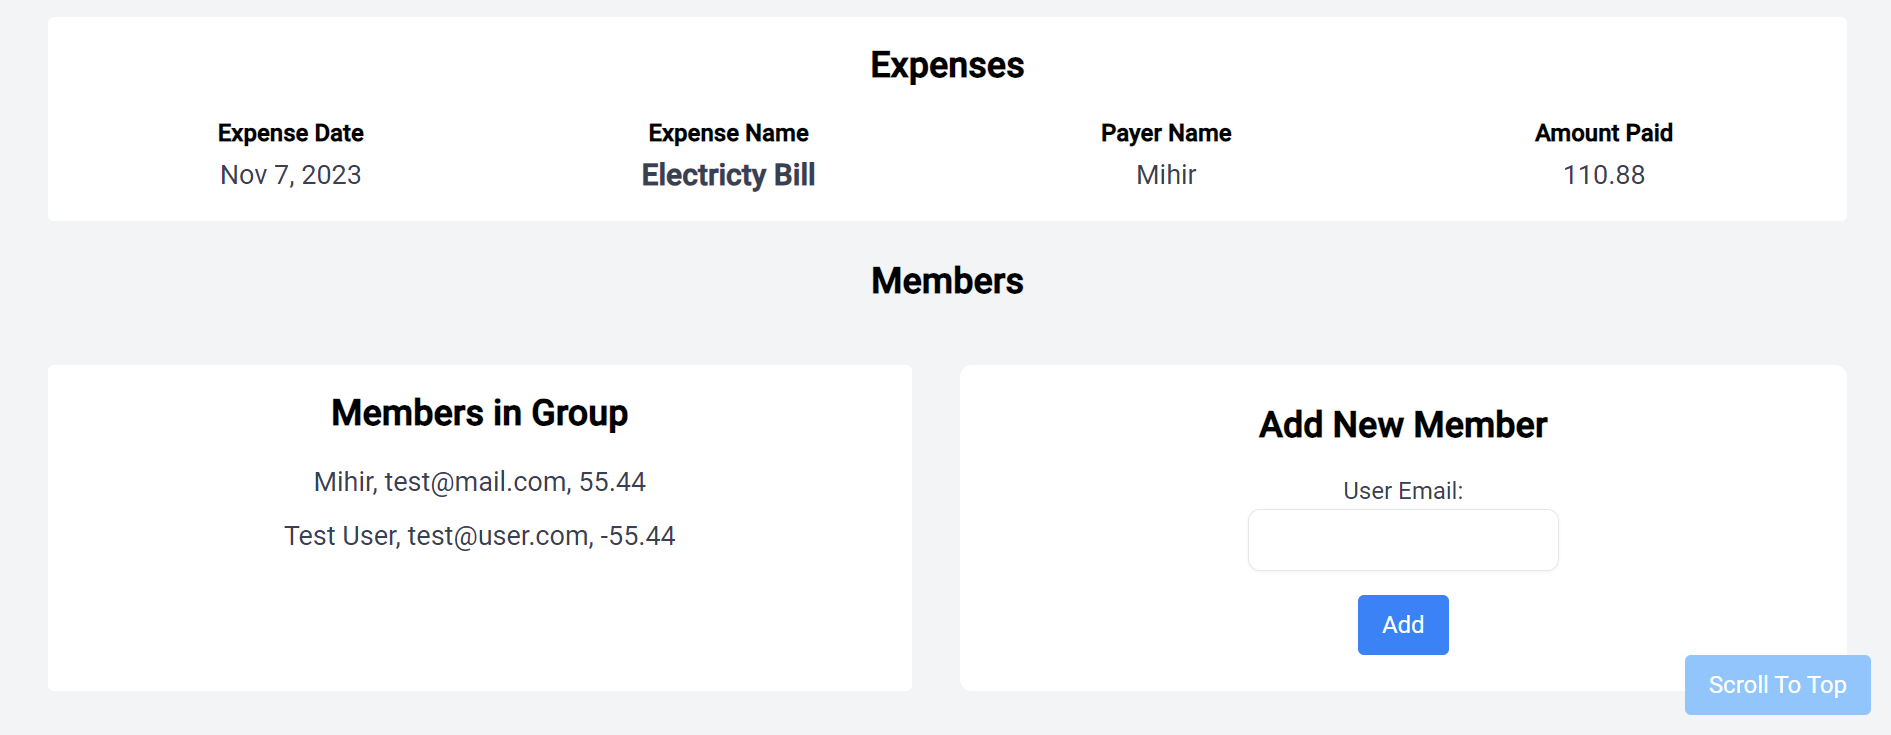 Expenses
Expense Date Expense Name Payer Name Amount Paid
Nov 7, 2023 Electricty Bill Mihir 110.88
Members
Members in Group
Mihir, test@mail.com, 55.44
Test User, test@user.com, -55.44
Add New Member
User Email:
Add
Scroll To Top